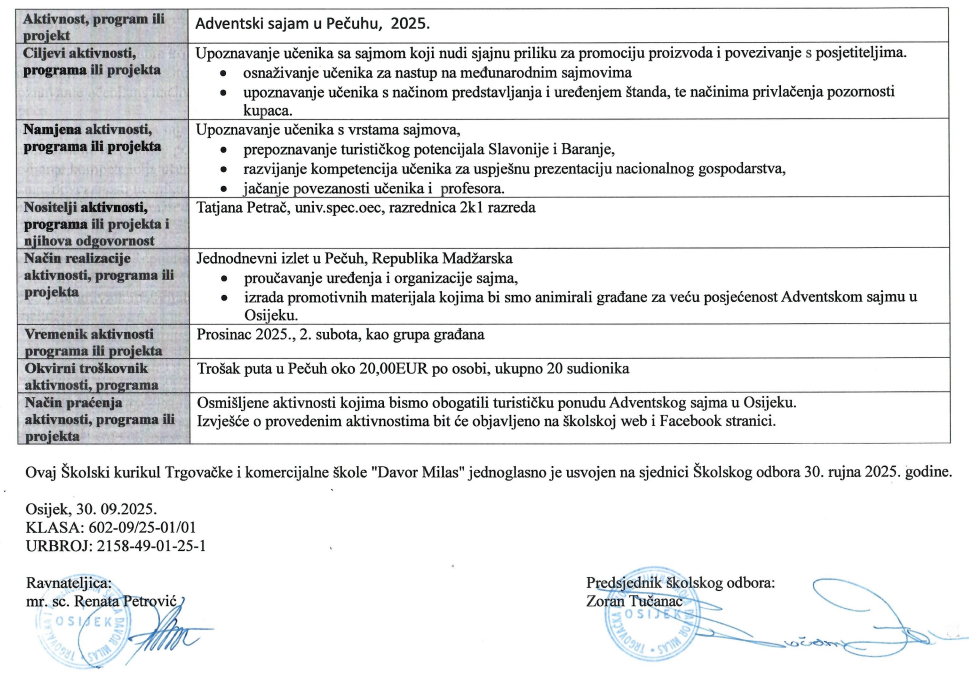 Aktivnost, program ili
projekt
Adventski sajam u Pečuhu, 2025.
Ciljevi aktivnosti,
programa ili projekta
Upoznavanje učenika sa sajmom koji nudi sjajnu priliku za promociju proizvoda i povezivanje s posjetiteljima.
• osnaživanje učenika za nastup na međunarodnim sajmovima
• upoznavanje učenika s načinom predstavljanja i uređenjem štanda, te načinima privlačenja pozornosti
kupaca.
Namjena aktivnosti,
programa ili projekta
Upoznavanje učenika s vrstama sajmova,
• prepoznavanje turističkog potencijala Slavonije i Baranje,
• razvijanje kompetencija učenika za uspješnu prezentaciju nacionalnog gospodarstva,
• jačanje povezanosti učenika i profesora.
Nositelji aktivnosti,
programa ili projekta i
njihova odgovornost
Tatjana Petrač, univ.spec.oec, razrednica 2k1 razreda
Način realizacije
aktivnosti, programa ili
projekta
Jednodnevni izlet u Pečuh, Republika Madžarska
• proučavanje uređenja i organizacije sajma,
• izrada promotivnih materijala kojima bi smo animirali građane za veću posjećenost Adventskom sajmu u
Osijeku.
Vremenik aktivnosti
programa ili projekta
Prosinac 2025., 2. subota, kao grupa građana
Okvirni troškovnik
aktivnosti, programa
Trošak puta u Pečuh oko 20,00EUR po osobi, ukupno 20 sudionika
Način praćenja
aktivnosti, programa ili
projekta
Osmišljene aktivnosti kojima bismo obogatili turističku ponudu Adventskog sajma u Osijeku.
Izvješće o provedenim aktivnostima bit će objavljeno na školskoj web i Facebook stranici.
Ovaj Školski kurikul Trgovačke i komercijalne škole "Davor Milas" jednoglasno je usvojen na sjednici Školskog odbora 30. rujna 2025. godine.
Osijek, 30. 09.2025.
KLASA: 602-09/25-01/01
URBROJ: 2158-49-01-25-1
Ravnateljica:
mr. sc. Renata Petrović
Predsjednik školskog odbora:
Zoran Tučanac
OSIJEK
DAVOR MILAS
OSIJEK
DAVOR MILAS